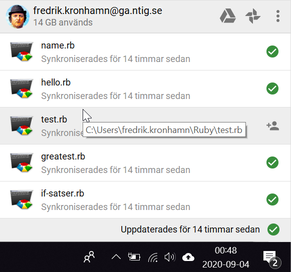 fredrik.kronhamn@ga.ntig.se
14 GB används
name.rb
Synkroniserades för 14 timmar sedan
hello.rb
Synkroniserades för 14 timmar sedan
test.rb
C:\Users\fredrik.kronhamn\Ruby\test.rb
greatest.rb
Synkroniserades för 14 timmar sedan
if-satser.rb
Synkroniserades för 14 timmar sedan
Uppdaterades för 14 timmar sedan
00:48
2020-09-04
2